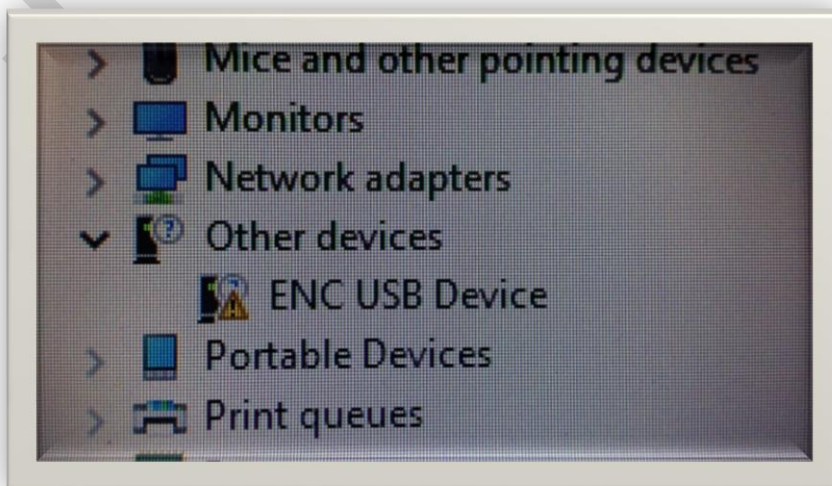 Mice and other pointing devices
Monitors
Network adapters
Other devices
ENC USB Device
Portable Devices
Print queues